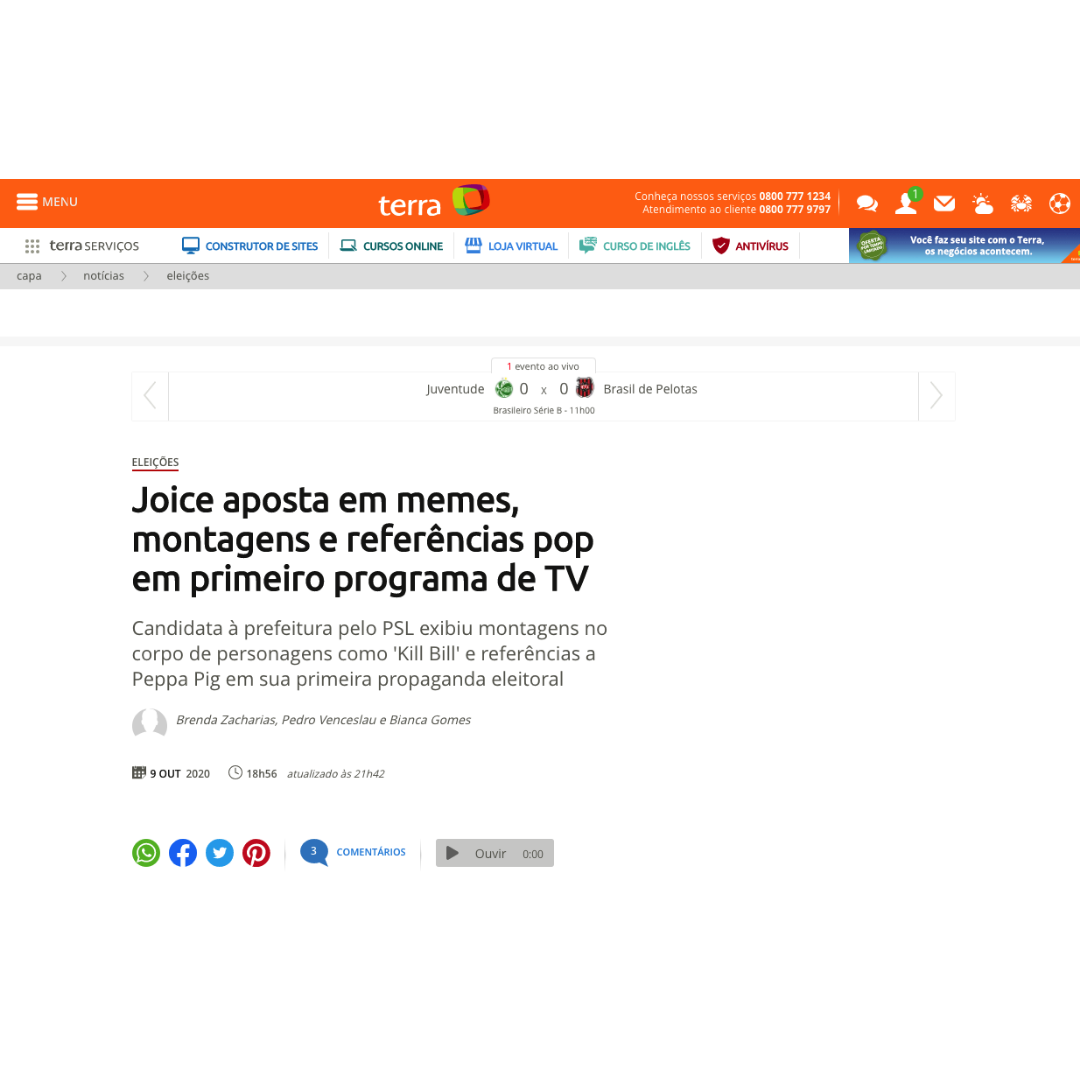 MENU
terra
Conheça nossos serviços 0800 777 1234
Atendimento ao cliente 0800 777 9797
1
terra SERVIÇOS
CONSTRUTOR DE SITES
CURSOS ONLINE
LOJA VIRTUAL
CURSO DE INGLÊS
ANTIVÍRUS
Você faz seu site com o Terra,
os negócios acontecem.
capa
notícias
eleições
1 evento ao vivo
Juventude 0 x 0 Brasil de Pelotas
Brasileiro Série B - 11h00
ELEIÇÕES
Joice aposta em memes,
montagens e referências pop
em primeiro programa de TV
Candidata à prefeitura pelo PSL exibiu montagens no
corpo de personagens como 'Kill Bill' e referências a
Peppa Pig em sua primeira propaganda eleitoral
Brenda Zacharias, Pedro Venceslau e Bianca Gomes
9 OUT 2020 18h56 atualizado às 21h42
3 COMENTÁRIOS
Ouvir 0:00